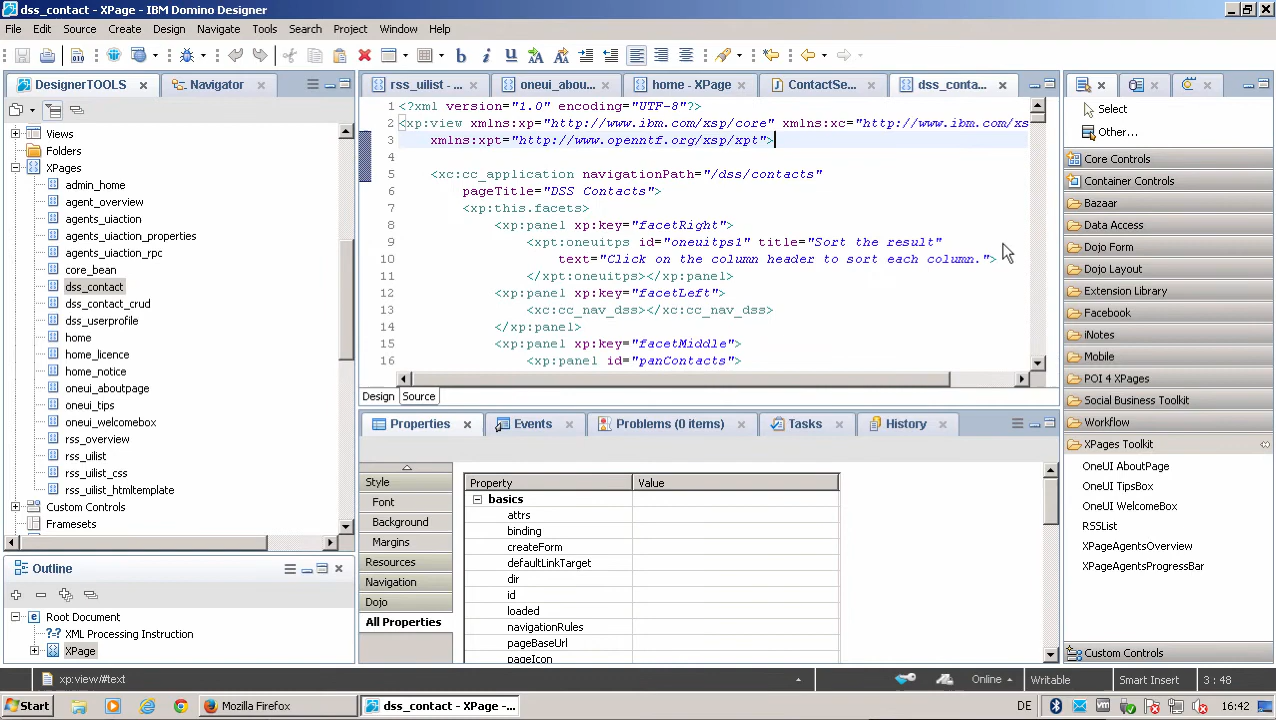 dss_contact - XPage - IBM Domino Designer
File Edit Source Create Design Navigate Tools Search Project Window Help
DesignerTOOLS
Navigator
Views
Folders
XPages
admin_home
agent_overview
agents_uiaction
agents_uiaction_properties
agents_uiaction_rpc
core_bean
dss_contact
dss_contact_crud
dss_userprofile
home
home_licence
home_notice
oneui_aboutpage
oneui_tips
oneui_welcomebox
rss_overview
rss_uilist
rss_uilist_css
rss_uilist_htmltemplate
Custom Controls
Framesets
Outline
Root Document
XML Processing Instruction
XPage
rss_uilist - ...
oneui_abou...
home - XPage
ContactSe...
dss_conta...
1 <?xml version="1.0" encoding="UTF-8"?>
2 <xp:view xmlns:xp="http://www.ibm.com/xsp/core" xmlns:xc="http://www.ibm.com/xs
3 xmlns:xpt="http://www.openntf.org/xsp/xpt">
4
5 <xc:cc_application navigationPath="/dss/contacts"
6 pageTitle="DSS Contacts">
7 <xp:this.facets>
8 <xp:panel xp:key="facetRight">
9 <xpt:oneuitps id="oneuitps1" title="Sort the result"
10 text="Click on the column header to sort each column.">
11 </xpt:oneuitps></xp:panel>
12 <xp:panel xp:key="facetLeft">
13 <xc:cc_nav_dss></xc:cc_nav_dss>
14 </xp:panel>
15 <xp:panel xp:key="facetMiddle">
16 <xp:panel id="panContacts">
Design Source
Properties
Events
Problems (0 items)
Tasks
History
Style
Font
Background
Margins
Resources
Navigation
Dojo
All Properties
Property Value
basics
attrs
binding
createForm
defaultLinkTarget
dir
id
loaded
navigationRules
pageBaseUrl
pageIcon
Select
Other...
Core Controls
Container Controls
Bazaar
Data Access
Dojo Form
Dojo Layout
Extension Library
Facebook
iNotes
Mobile
POI 4 XPages
Social Business Toolkit
Workflow
XPages Toolkit
OneUI AboutPage
OneUI TipsBox
OneUI WelcomeBox
RSSList
XPageAgentsOverview
XPageAgentsProgressBar
Custom Controls
xp:view/#text
Online
Writable
Smart Insert
3 : 48
Start
Mozilla Firefox
dss_contact - XPage -...
DE
16:42